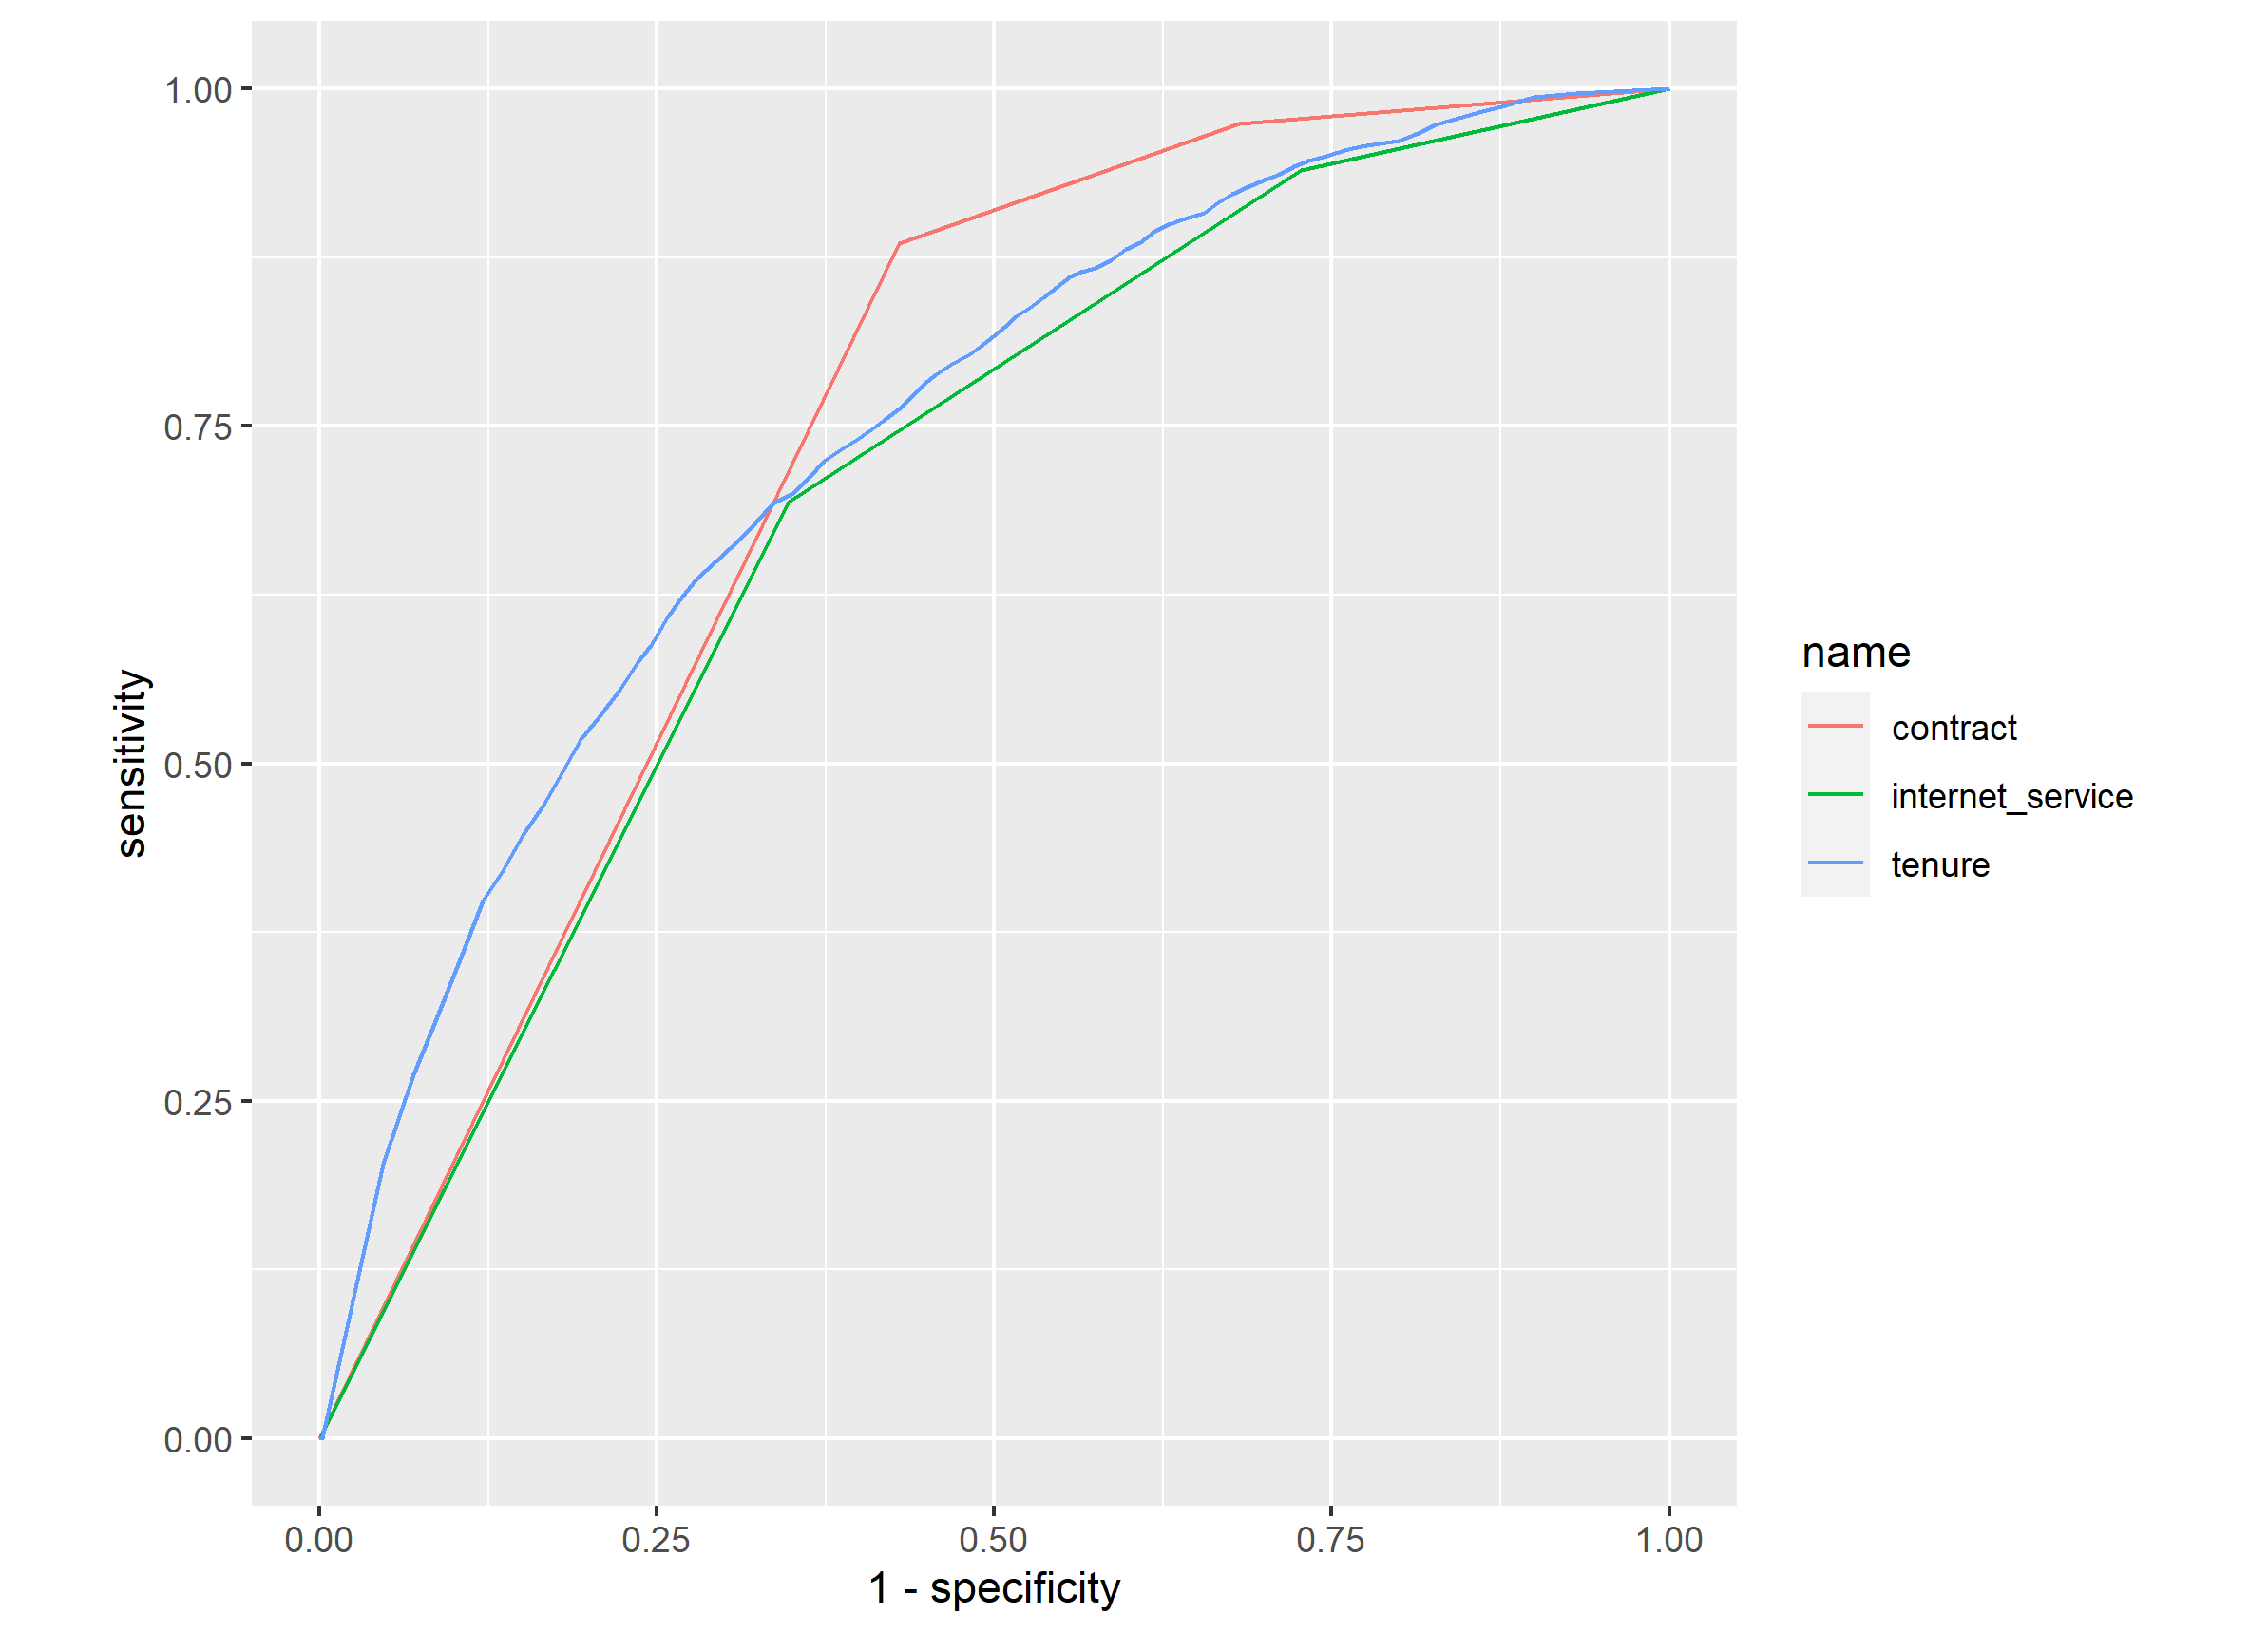 1.00
0.75
0.50
0.25
0.00
sensitivity
0.00 0.25 0.50 0.75 1.00
1 - specificity
name
contract
internet_service
tenure